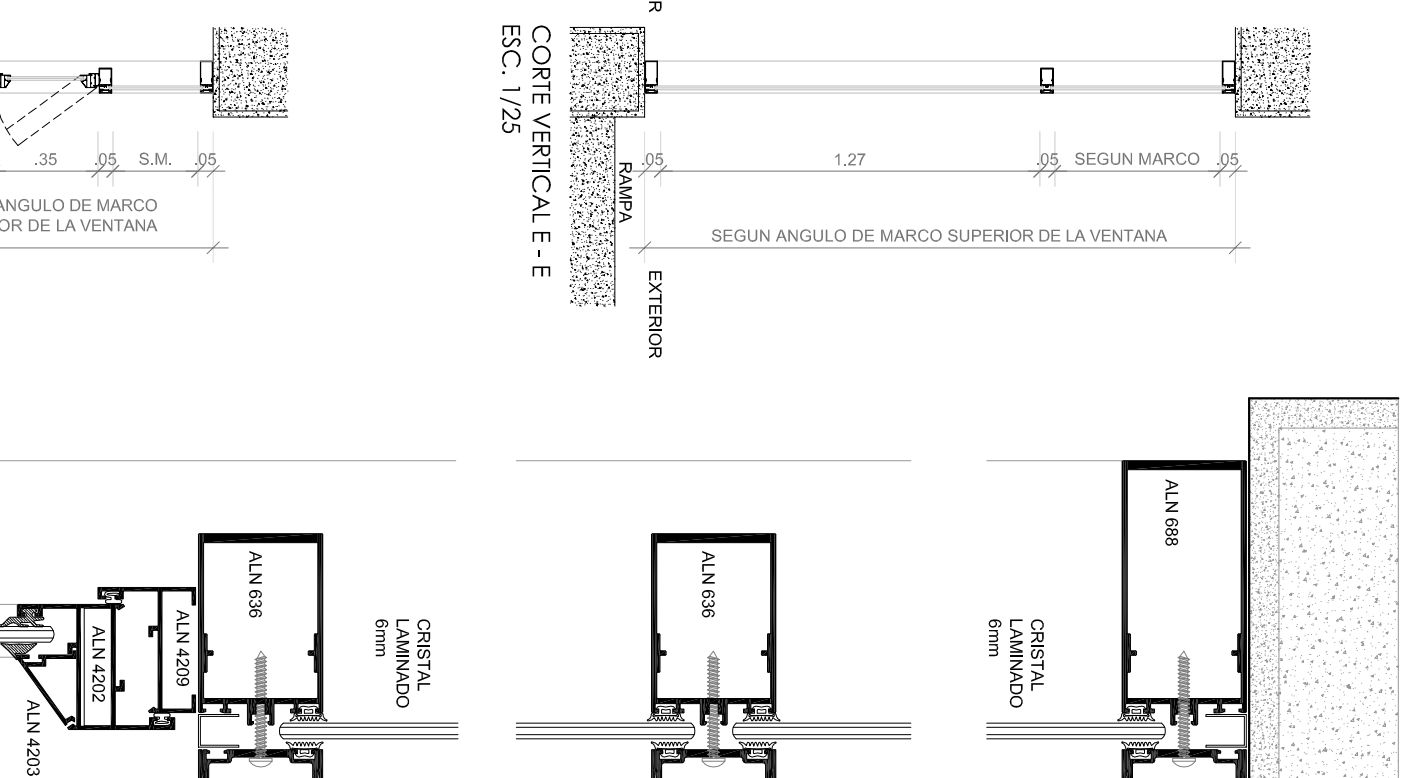 R
CORTE VERTICAL E - E
ESC. 1/25
.35
.05
S.M.
.05
ANGULO DE MARCO
OR DE LA VENTANA
.05
1.27
.05
SEGUN MARCO
.05
RAMPA
SEGUN ANGULO DE MARCO SUPERIOR DE LA VENTANA
EXTERIOR
ALN 636
CRISTAL
LAMINADO
6mm
ALN 4209
ALN 4202
ALN 4203
ALN 636
ALN 688
CRISTAL
LAMINADO
6mm